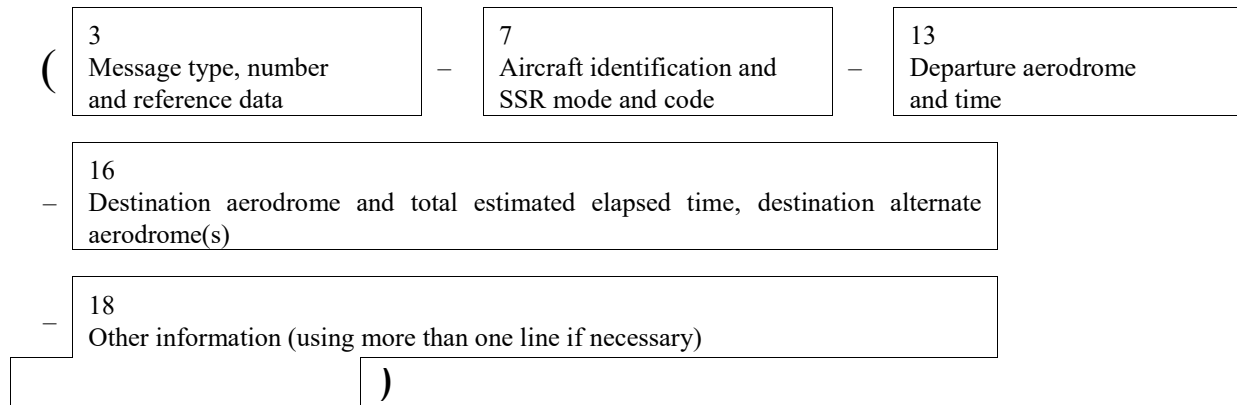 3 7 13
( Message type, number – Aircraft identification and – Departure aerodrome
and reference data SSR mode and code and time
16
– Destination aerodrome and total estimated elapsed time, destination alternate
aerodrome(s)
18
– Other information (using more than one line if necessary)
)